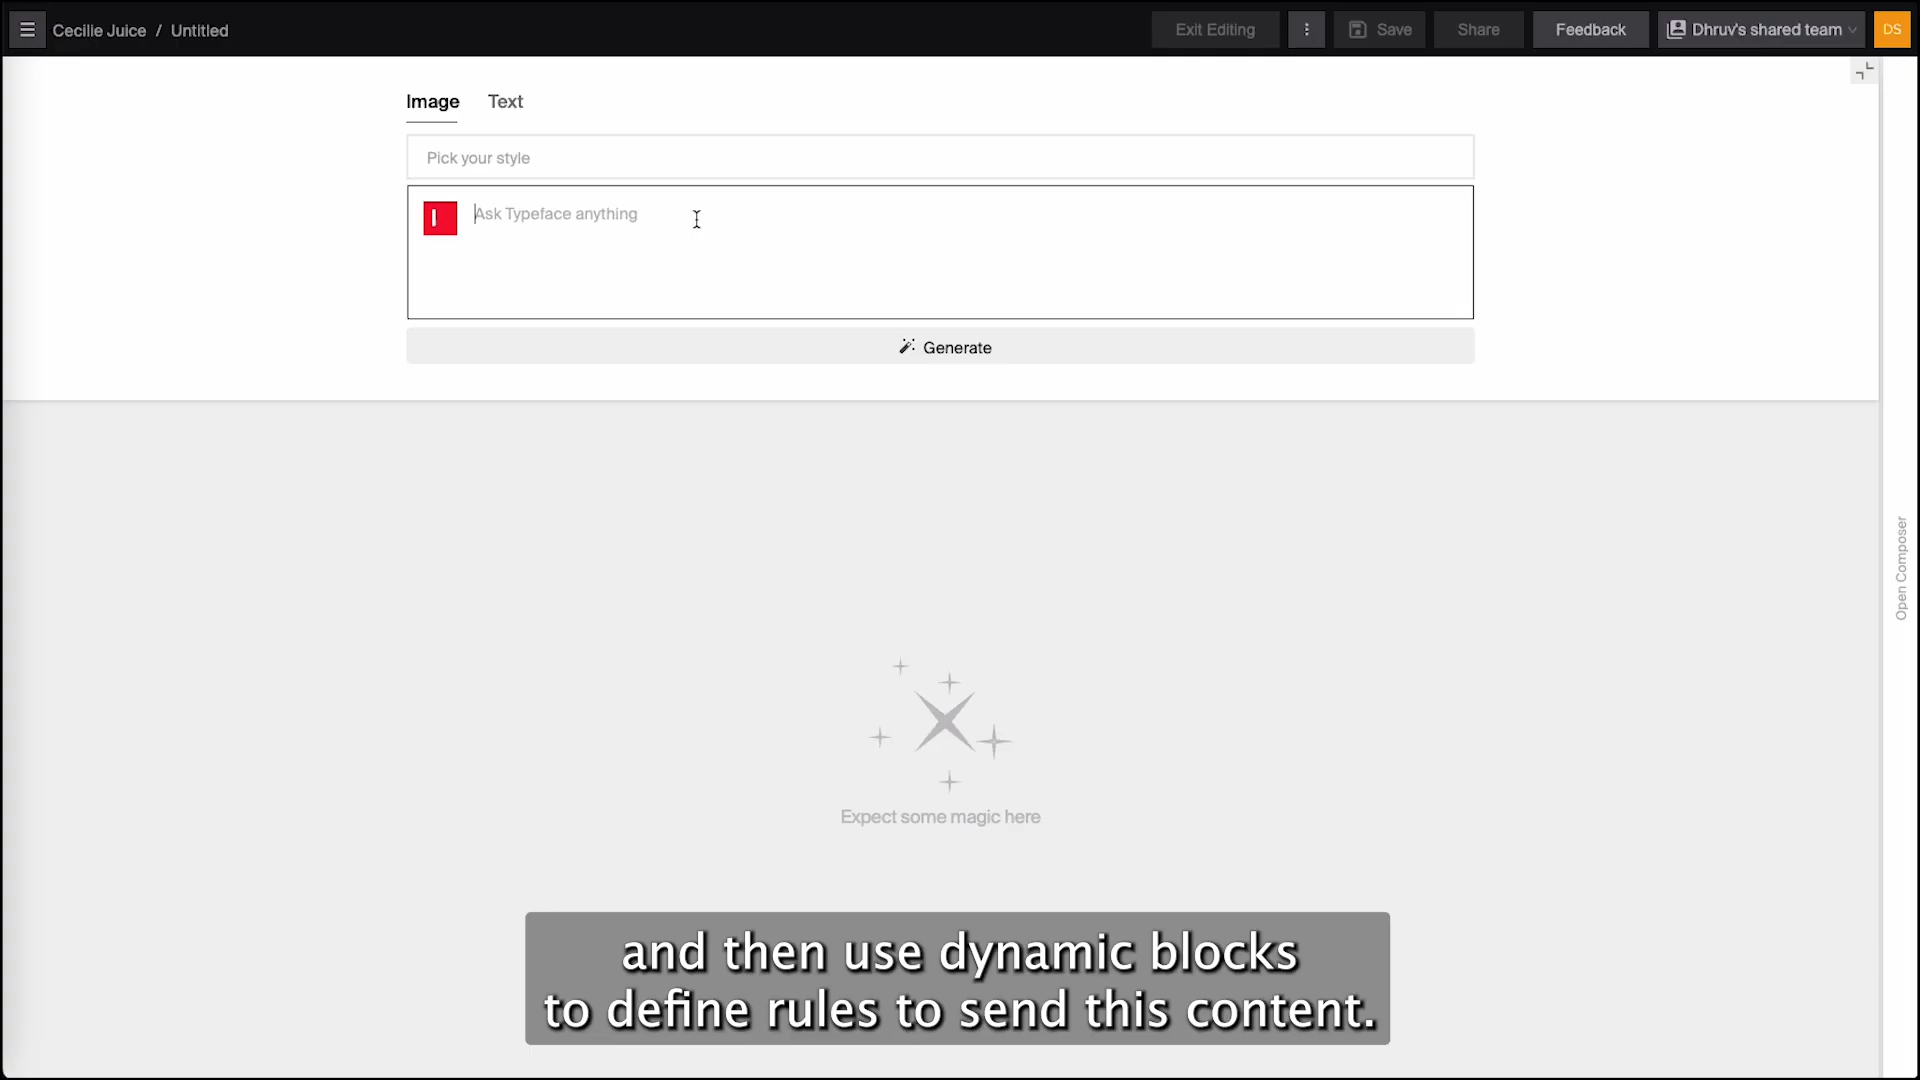 Cecilie Juice / Untitled
Exit Editing
Save
Share
Feedback
Dhruv's shared team
DS
Image
Text
Pick your style
Ask Typeface anything
Generate
Open Composer
Expect some magic here
and then use dynamic blocks
to define rules to send this content.